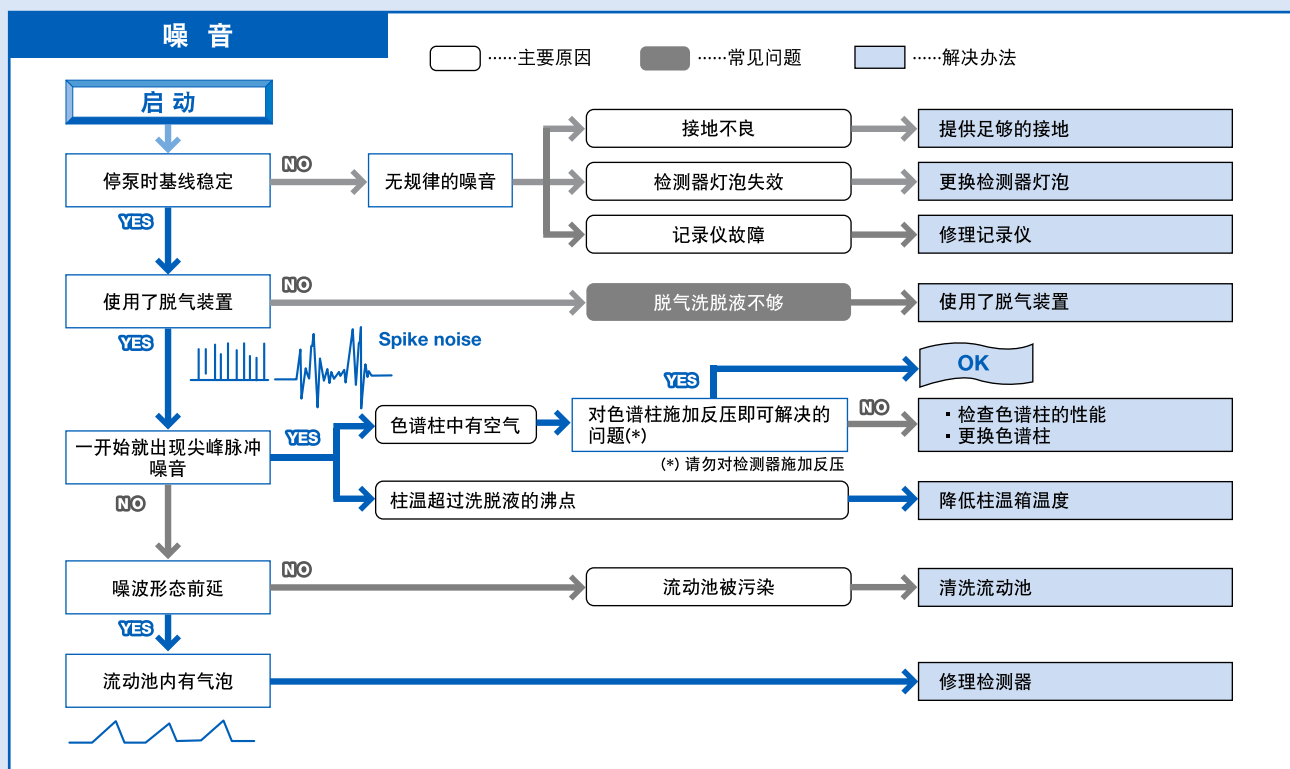 噪 音
……主要原因
……常见问题
……解决办法
启 动
停泵时基线稳定
NO
无规律的噪音
接地不良
提供足够的接地
检测器灯泡失效
更换检测器灯泡
记录仪故障
修理记录仪
YES
使用了脱气装置
NO
脱气洗脱液不够
使用了脱气装置
YES
Spike noise
一开始就出现尖峰脉冲
噪音
YES
色谱柱中有空气
对色谱柱施加反压即可解决的
问题(*)
YES
OK
NO
・检查色谱柱的性能
・更换色谱柱
(*) 请勿对检测器施加反压
柱温超过洗脱液的沸点
降低柱温箱温度
NO
噪波形态前延
NO
流动池被污染
清洗流动池
YES
流动池内有气泡
修理检测器